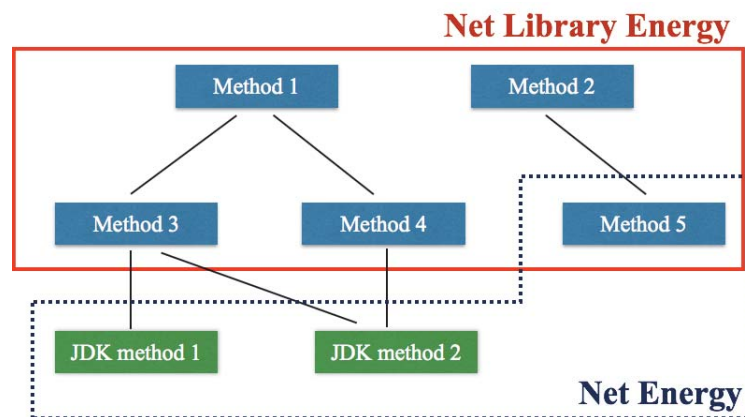 Net Library Energy
Method 1
Method 2
Method 3
Method 4
Method 5
JDK method 1
JDK method 2
Net Energy